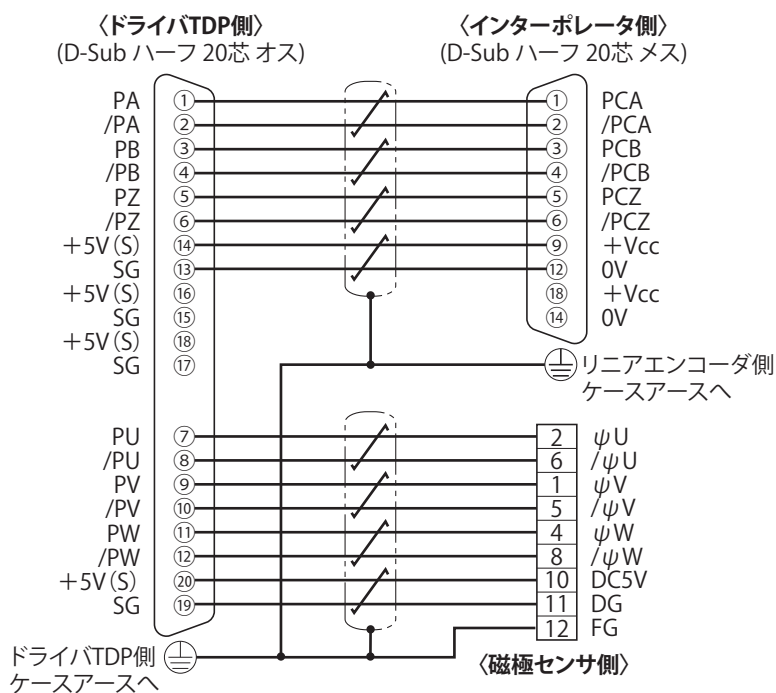 〈ドライバTDP側〉
(D-Sub ハーフ 20芯 オス)
〈インターポレータ側〉
(D-Sub ハーフ 20芯 メス)
PA ① ① PCA
/PA ② ② /PCA
PB ③ ③ PCB
/PB ④ ④ /PCB
PZ ⑤ ⑤ PCZ
/PZ ⑥ ⑥ /PCZ
+5V(S) ⑭ ⑨ +Vcc
SG ⑬ ⑫ 0V
+5V(S) ⑯ ⑱ +Vcc
SG ⑮ ⑭ 0V
+5V(S) ⑱
SG ⑰
リニアエンコーダ側
ケースアースへ
PU ⑦ 2 ψU
/PU ⑧ 6 /ψU
PV ⑨ 1 ψV
/PV ⑩ 5 /ψV
PW ⑪ 4 ψW
/PW ⑫ 8 /ψW
+5V(S) ⑳ 10 DC5V
SG ⑲ 11 DG
12 FG
ドライバTDP側
ケースアースへ
〈磁極センサ側〉